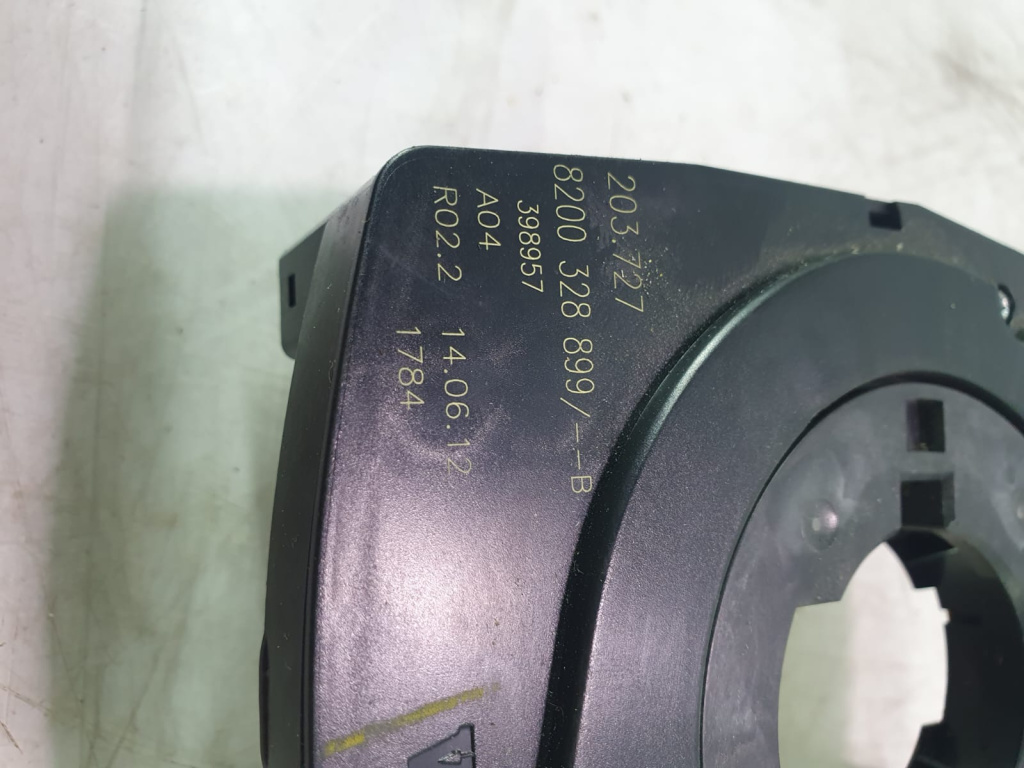 203.727
8200 328 899/--B
398957
A04
R02.2 14.06.12
1784